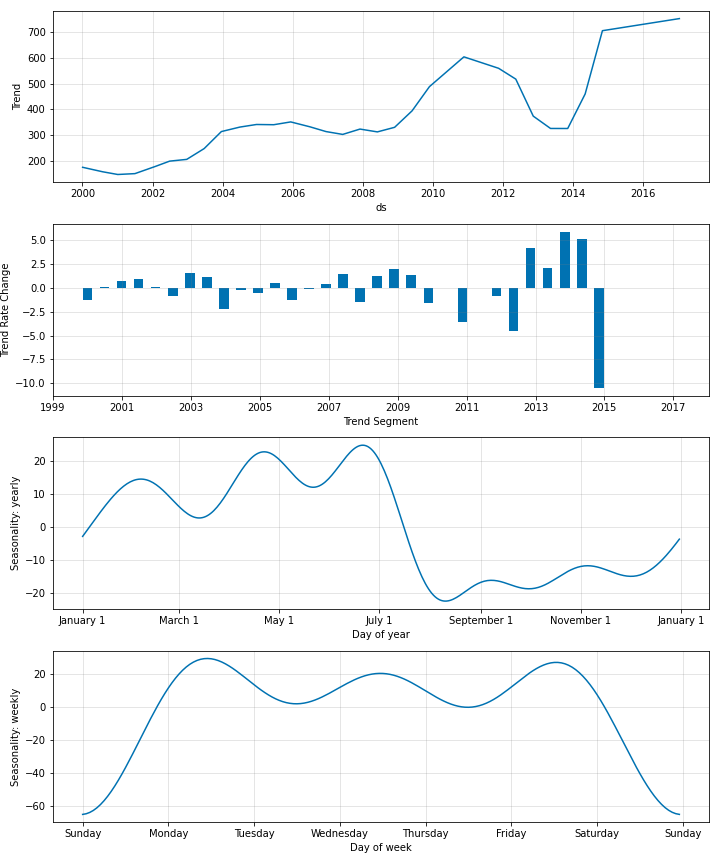 700
600
500
400
300
200
Trend
2000 2002 2004 2006 2008 2010 2012 2014 2016
ds
5.0
2.5
0.0
−2.5
−5.0
−7.5
−10.0
Trend Rate Change
1999 2001 2003 2005 2007 2009 2011 2013 2015 2017
Trend Segment
20
10
0
−10
−20
Seasonality: yearly
January 1 March 1 May 1 July 1 September 1 November 1 January 1
Day of year
20
0
−20
−40
−60
Seasonality: weekly
Sunday Monday Tuesday Wednesday Thursday Friday Saturday Sunday
Day of week